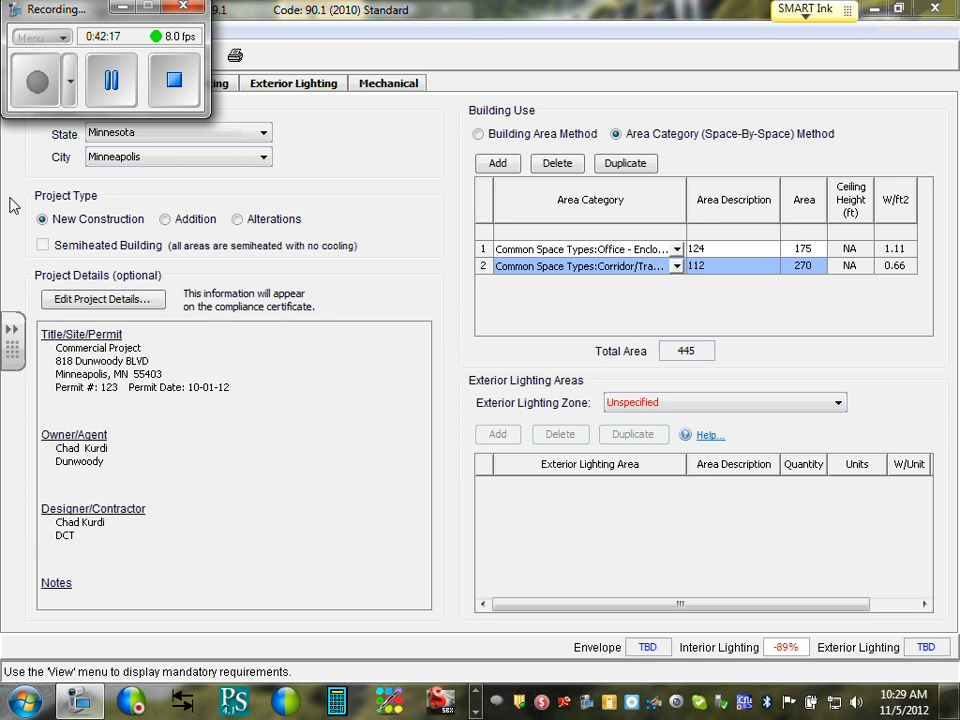 Recording...
9.1 Code: 90.1 (2010) Standard
SMART Ink
Menu
0:42:17
8.0 fps
Exterior Lighting
Mechanical
State Minnesota
City Minneapolis
Project Type
New Construction Addition Alterations
Semiheated Building (all areas are semiheated with no cooling)
Project Details (optional)
Edit Project Details...
This information will appear
on the compliance certificate.
Title/Site/Permit
Commercial Project
818 Dunwoody BLVD
Minneapolis, MN 55403
Permit #: 123 Permit Date: 10-01-12
Owner/Agent
Chad Kurdi
Dunwoody
Designer/Contractor
Chad Kurdi
DCT
Notes
Building Use
Building Area Method Area Category (Space-By-Space) Method
Add Delete Duplicate
Area Category Area Description Area Ceiling Height (ft) W/ft2
1 Common Space Types:Office - Enclo... 124 175 NA 1.11
2 Common Space Types:Corridor/Tra... 112 270 NA 0.66
Total Area 445
Exterior Lighting Areas
Exterior Lighting Zone: Unspecified
Add Delete Duplicate Help...
Exterior Lighting Area Area Description Quantity Units W/Unit
Envelope TBD Interior Lighting -89% Exterior Lighting TBD
Use the 'View' menu to display mandatory requirements.
PS
4.1
SBX
10:29 AM
11/5/2012